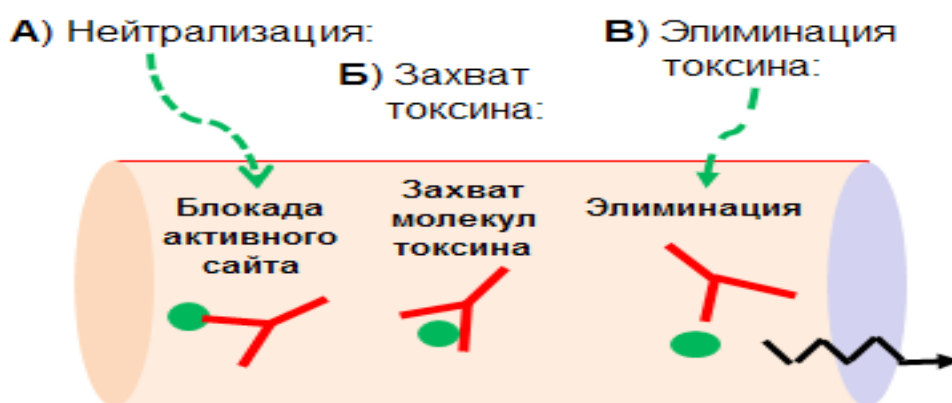 А) Нейтрализация:
Б) Захват
токсина:
В) Элиминация
токсина:
Блокада
активного
сайта
Захват
молекул
токсина
Элиминация